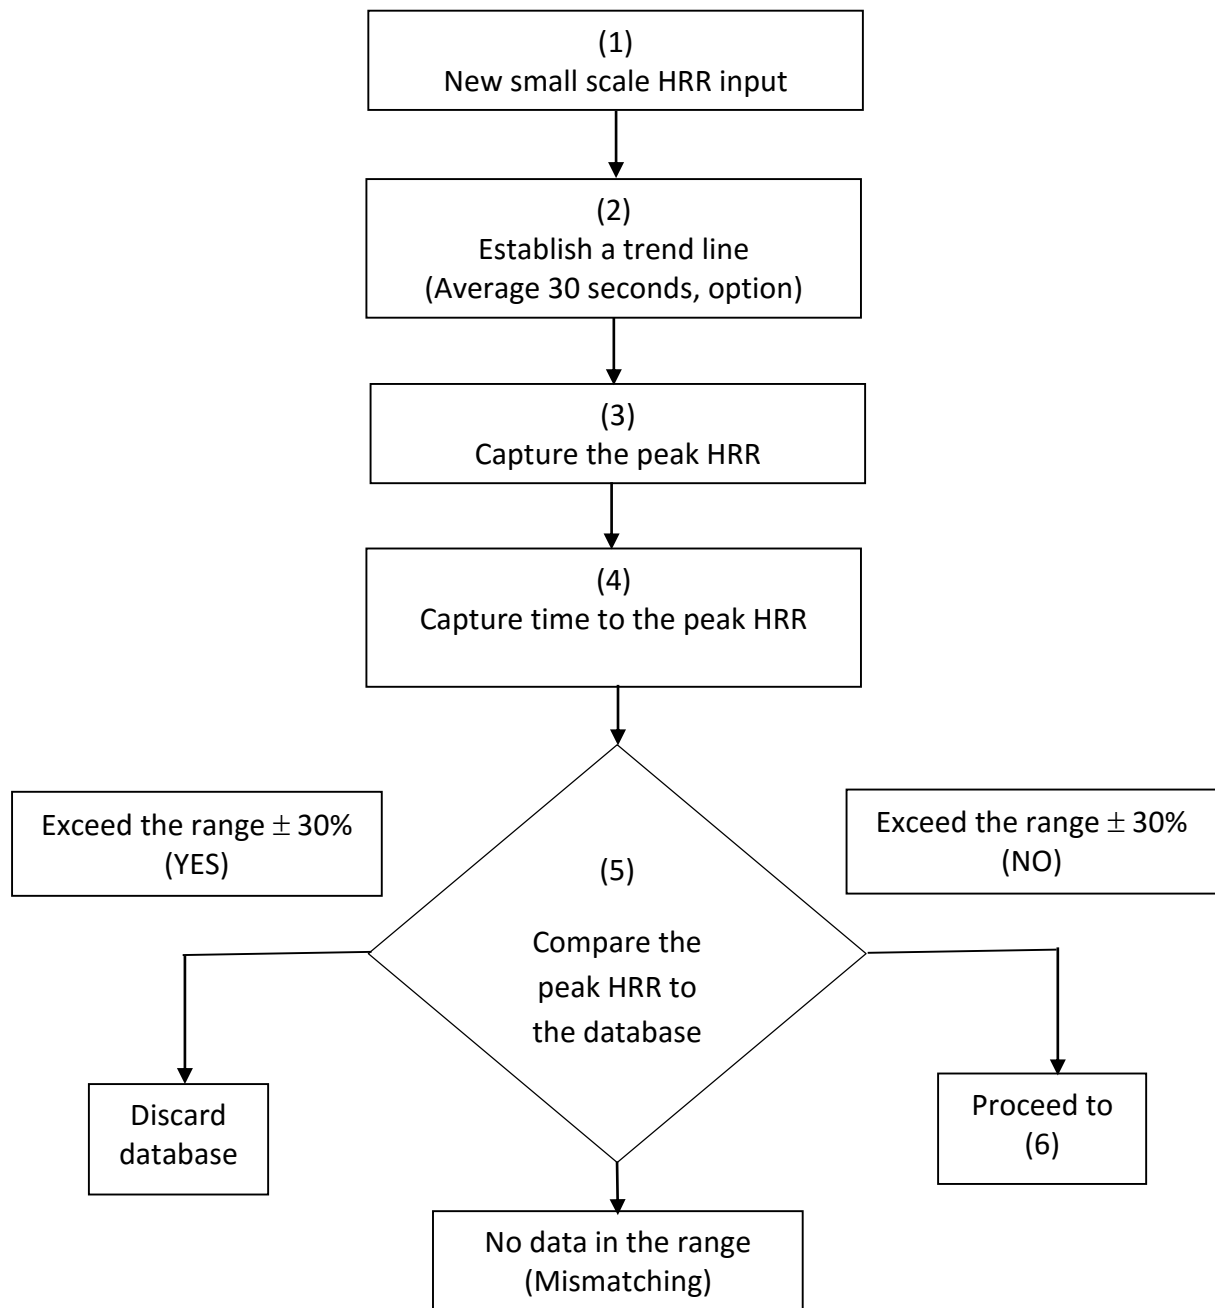 (1)
New small scale HRR input
(2)
Establish a trend line
(Average 30 seconds, option)
(3)
Capture the peak HRR
(4)
Capture time to the peak HRR
Exceed the range ± 30%
(YES)
Exceed the range ± 30%
(NO)
(5)
Compare the
peak HRR to
the database
Discard
database
Proceed to
(6)
No data in the range
(Mismatching)